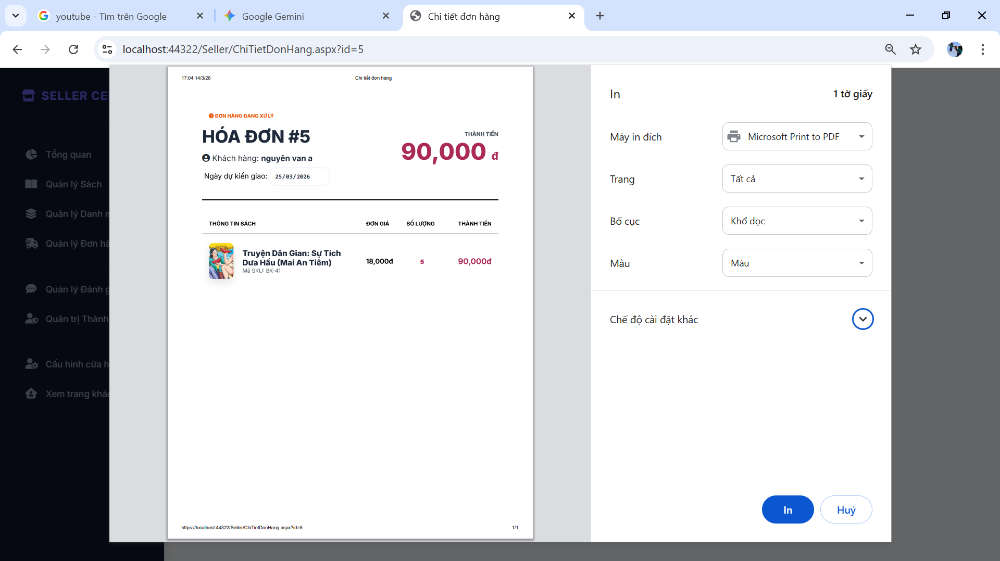 youtube - Tìm trên Google
Google Gemini
Chi tiết đơn hàng
localhost:44322/Seller/ChiTietDonHang.aspx?id=5
SELLER CE
Tổng quan
Quản lý Sách
Quản lý Danh m
Quản lý Đơn hà
Quản lý Đánh g
Quản trị Thành
Cấu hình cửa h
Xem trang khác
17:04 14/3/26
Chi tiết đơn hàng
ĐƠN HÀNG ĐANG XỬ LÝ
HÓA ĐƠN #5
Khách hàng: nguyên van a
Ngày dự kiến giao: 25/03/2026
THÀNH TIỀN
90,000 đ
THÔNG TIN SÁCH ĐƠN GIÁ SỐ LƯỢNG THÀNH TIỀN
Truyện Dân Gian: Sự Tích
Dưa Hấu (Mai An Tiêm)
Mã SKU: BK-41
18,000đ 5 90,000đ
https://localhost:44322/Seller/ChiTietDonHang.aspx?id=5
1/1
In
1 tờ giấy
Máy in đích
Microsoft Print to PDF
Trang
Tất cả
Bố cục
Khổ dọc
Màu
Màu
Chế độ cài đặt khác
In
Huỷ